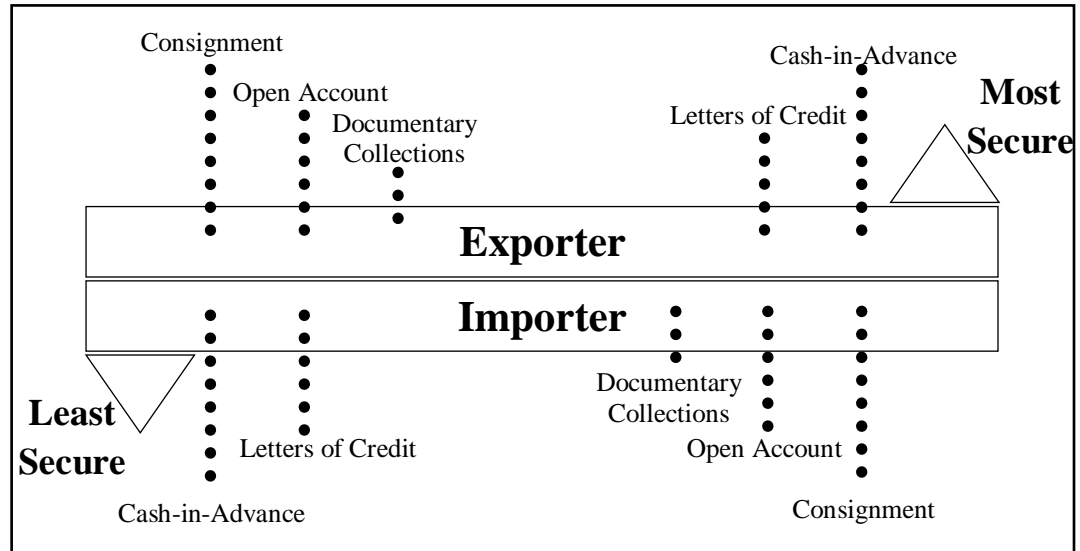 Consignment
Cash-in-Advance
Open Account
Most
Secure
Letters of Credit
Documentary
Collections
Exporter
Importer
Least
Secure
Documentary
Collections
Letters of Credit
Open Account
Cash-in-Advance
Consignment